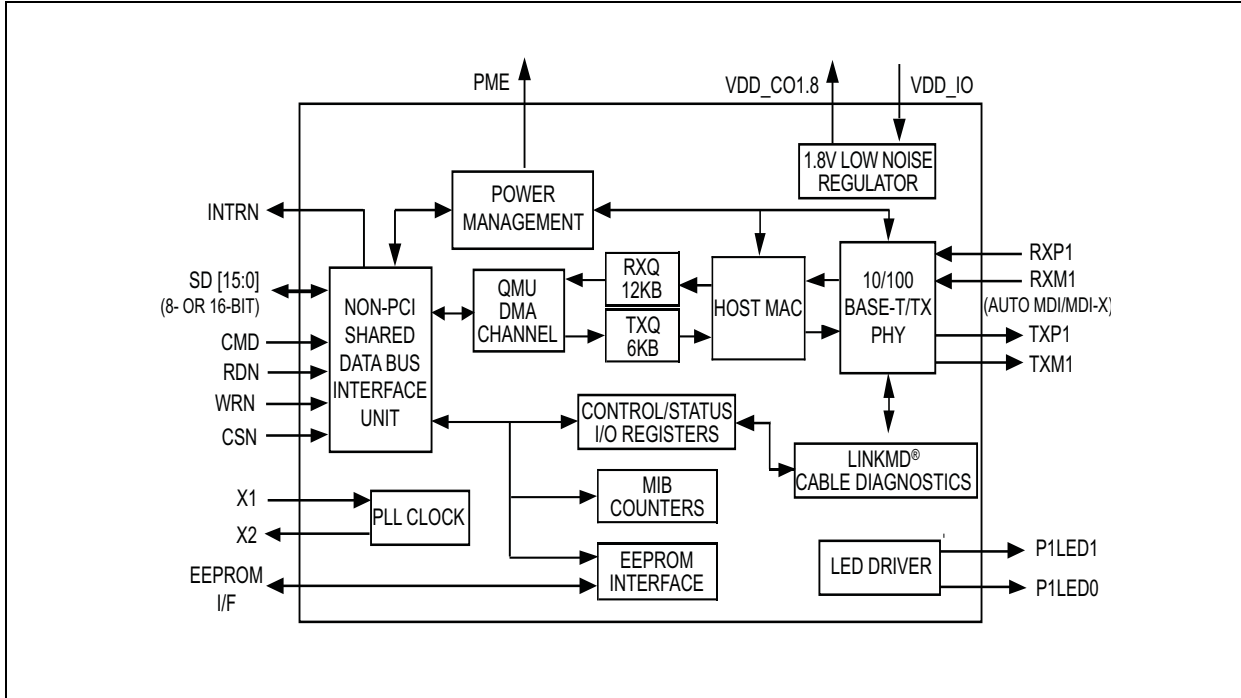 PME
VDD_CO1.8
VDD_IO
1.8V LOW NOISE
REGULATOR
POWER
MANAGEMENT
INTRN
SD [15:0]
(8- OR 16-BIT)
CMD
RDN
WRN
CSN
NON-PCI
SHARED
DATA BUS
INTERFACE
UNIT
QMU
DMA
CHANNEL
RXQ
12KB
TXQ
6KB
HOST MAC
10/100
BASE-T/TX
PHY
RXP1
RXM1
(AUTO MDI/MDI-X)
TXP1
TXM1
CONTROL/STATUS
I/O REGISTERS
LINKMD®
CABLE DIAGNOSTICS
MIB
COUNTERS
X1
X2
PLL CLOCK
EEPROM
I/F
EEPROM
INTERFACE
LED DRIVER
P1LED1
P1LED0